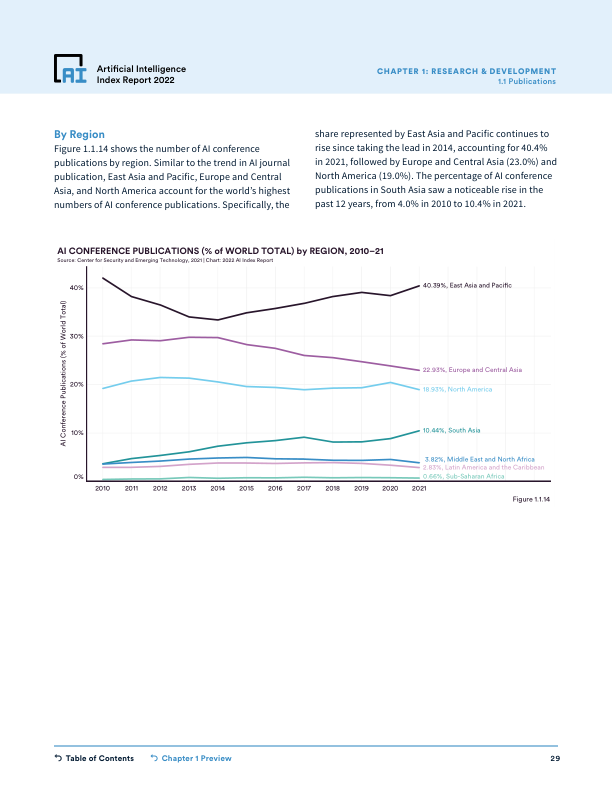 AI
Artificial Intelligence
Index Report 2022
CHAPTER 1: RESEARCH & DEVELOPMENT
1.1 Publications
By Region
Figure 1.1.14 shows the number of AI conference
publications by region. Similar to the trend in AI journal
publication, East Asia and Pacific, Europe and Central
Asia, and North America account for the world's highest
numbers of AI conference publications. Specifically, the
share represented by East Asia and Pacific continues to
rise since taking the lead in 2014, accounting for 40.4%
in 2021, followed by Europe and Central Asia (23.0%) and
North America (19.0%). The percentage of AI conference
publications in South Asia saw a noticeable rise in the
past 12 years, from 4.0% in 2010 to 10.4% in 2021.
AI CONFERENCE PUBLICATIONS (% of WORLD TOTAL) by REGION, 2010–21
Source: Center for Security and Emerging Technology, 2021 | Chart: 2022 AI Index Report
AI Conference Publications (% of World Total)
40%
30%
20%
10%
0%
40.39%, East Asia and Pacific
22.93%, Europe and Central Asia
18.93%, North America
10.44%, South Asia
3.82%, Middle East and North Africa
2.83%, Latin America and the Caribbean
0.66%, Sub-Saharan Africa
2010 2011 2012 2013 2014 2015 2016 2017 2018 2019 2020 2021
Figure 1.1.14
Table of Contents
Chapter 1 Preview
29